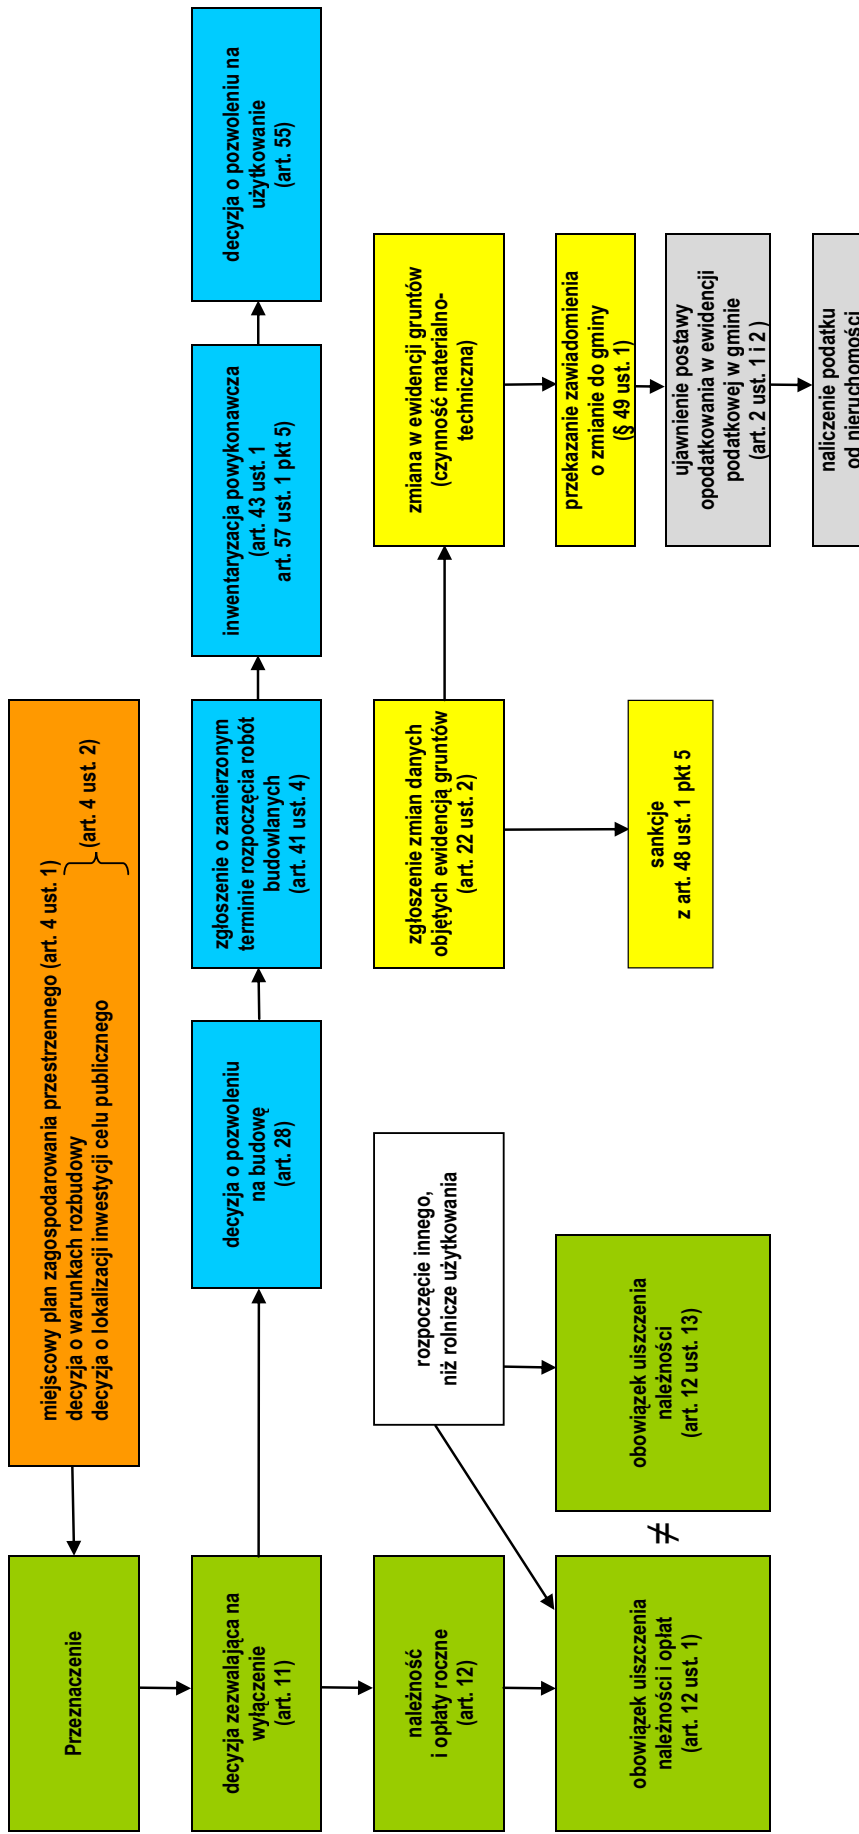 miejscowy plan zagospodarowania przestrzennego (art. 4 ust. 1)
decyzja o warunkach rozbudowy
decyzja o lokalizacji inwestycji celu publicznego
(art. 4 ust. 2)
Przeznaczenie
decyzja zezwalająca na
wyłączenie
(art. 11)
decyzja o pozwoleniu
na budowę
(art. 28)
zgłoszenie o zamierzonym
terminie rozpoczęcia robót
budowlanych
(art. 41 ust. 4)
inwentaryzacja powykonawcza
(art. 43 ust. 1
art. 57 ust. 1 pkt 5)
decyzja o pozwoleniu na
użytkowanie
(art. 55)
należność
i opłaty roczne
(art. 12)
rozpoczęcie innego,
niż rolnicze użytkowania
zgłoszenie zmian danych
objętych ewidencją gruntów
(art. 22 ust. 2)
zmiana w ewidencji gruntów
(czynność materialno-
techniczna)
obowiązek uiszczenia
należności i opłat
(art. 12 ust. 1)
≠
obowiązek uiszczenia
należności
(art. 12 ust. 13)
sankcje
z art. 48 ust. 1 pkt 5
przekazanie zawiadomienia
o zmianie do gminy
(§ 49 ust. 1)
ujawnienie postawy
opodatkowania w ewidencji
podatkowej w gminie
(art. 2 ust. 1 i 2 )
naliczenie podatku
od nieruchomości